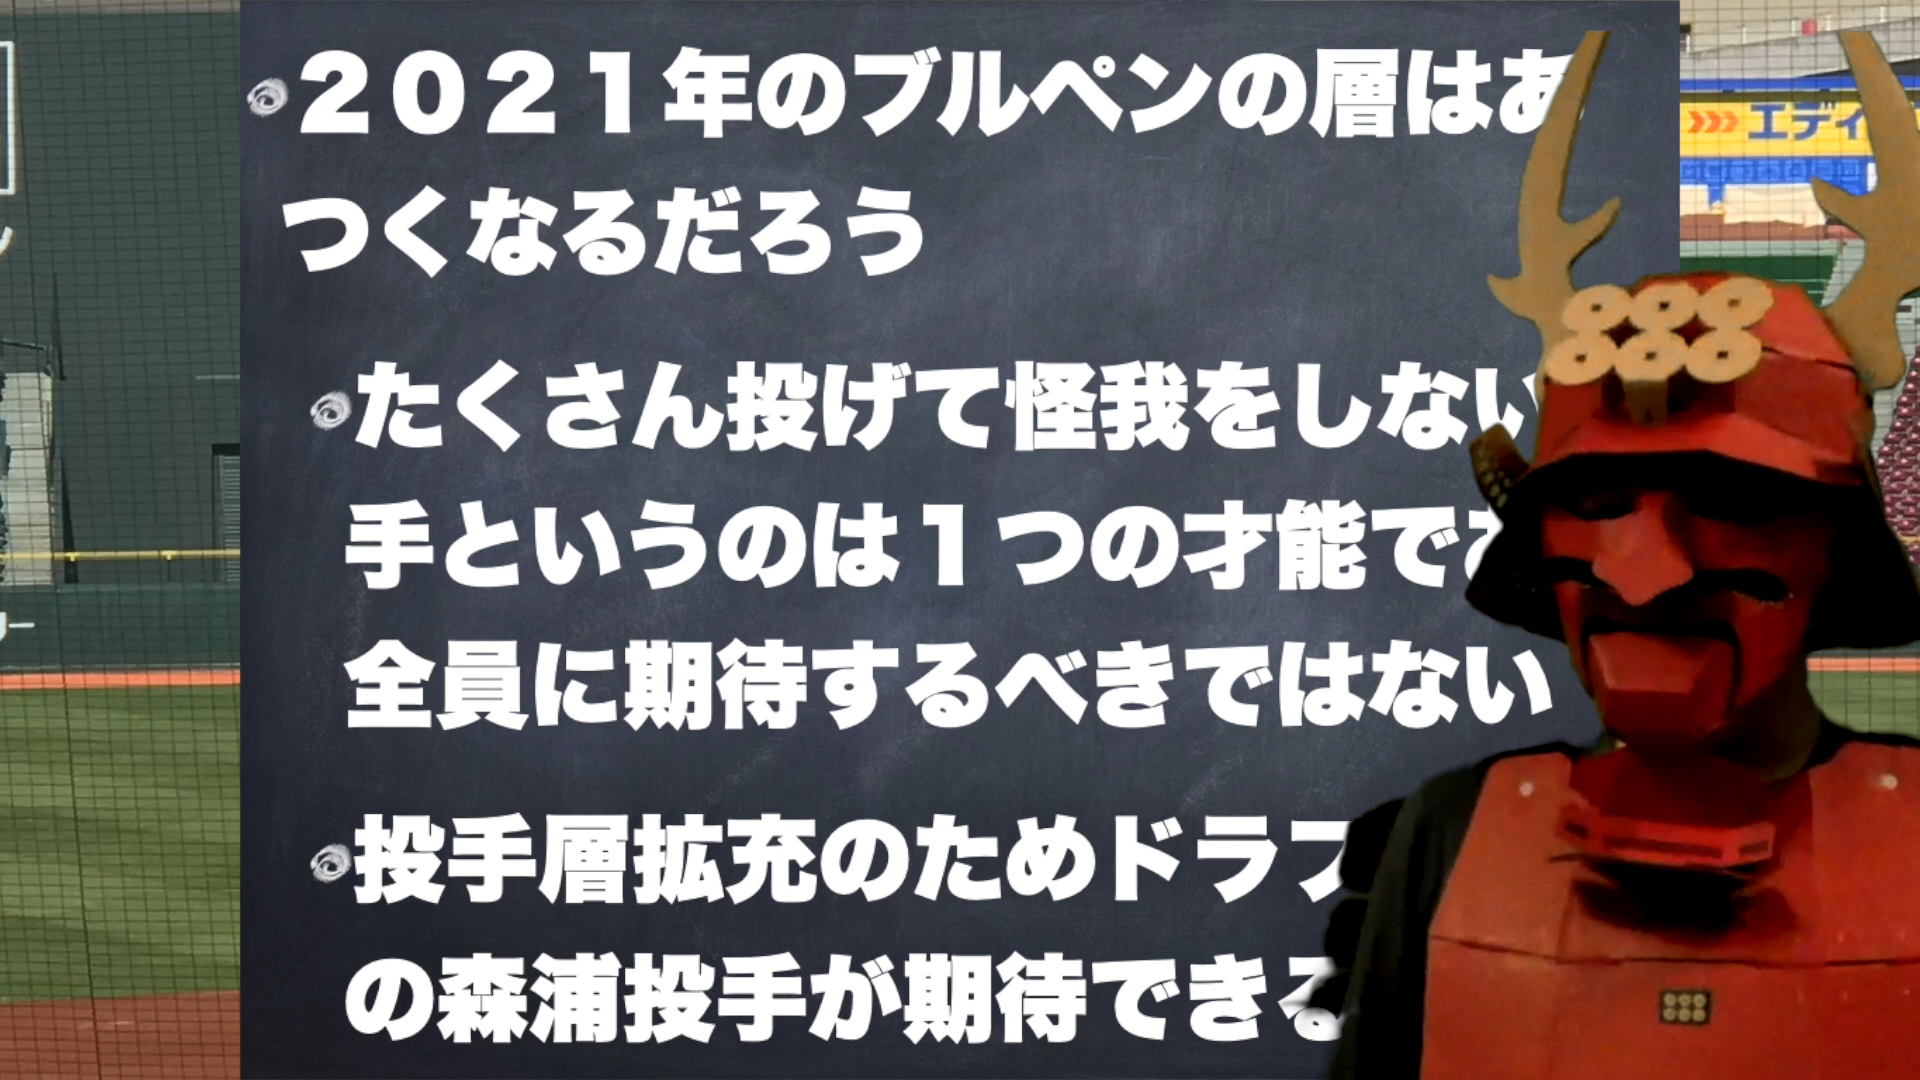 ２０２１年のブルペンの層はあ
つくなるだろう
たくさん投げて怪我をしない
手というのは１つの才能であ
全員に期待するべきではない
投手層拡充のためドラフ
の森浦投手が期待できる
エディ